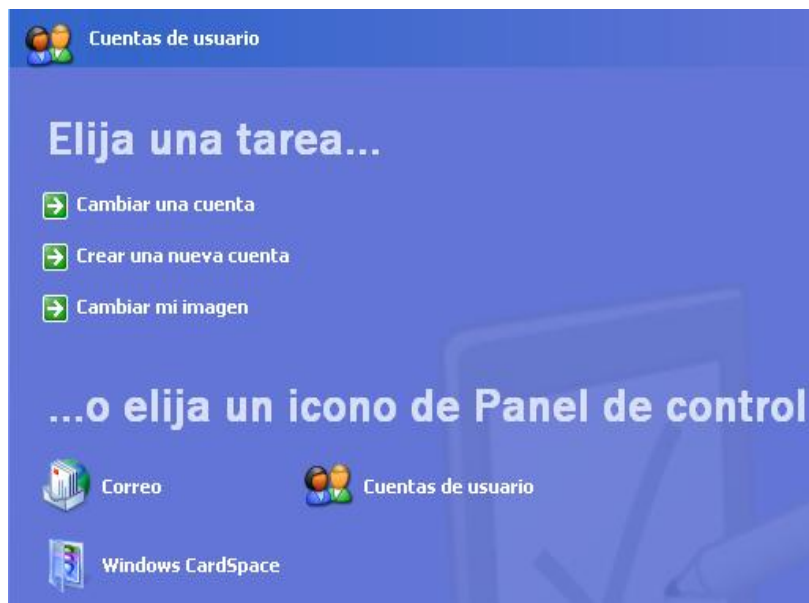 Cuentas de usuario
Elija una tarea...
Cambiar una cuenta
Crear una nueva cuenta
Cambiar mi imagen
...o elija un icono de Panel de control
Correo
Cuentas de usuario
Windows CardSpace